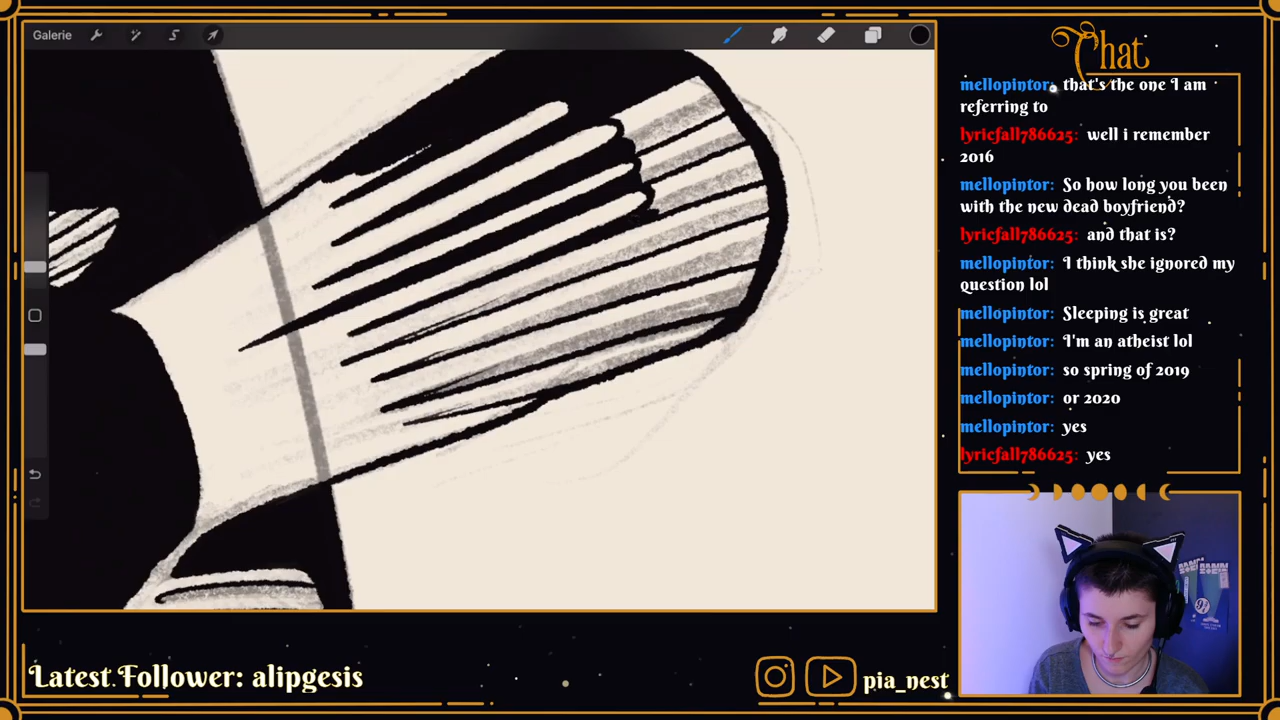 Galerie
Chat
mellopintor: that's the one I am
referring to
lyricfall786625: well i remember
2016
mellopintor: So how long you been
with the new dead boyfriend?
lyricfall786625: and that is?
mellopintor: I think she ignored my
question lol
mellopintor: Sleeping is great
mellopintor: I'm an atheist lol
mellopintor: so spring of 2019
mellopintor: or 2020
mellopintor: yes
lyricfall786625: yes
Latest Follower: alipgesis
pia_nest